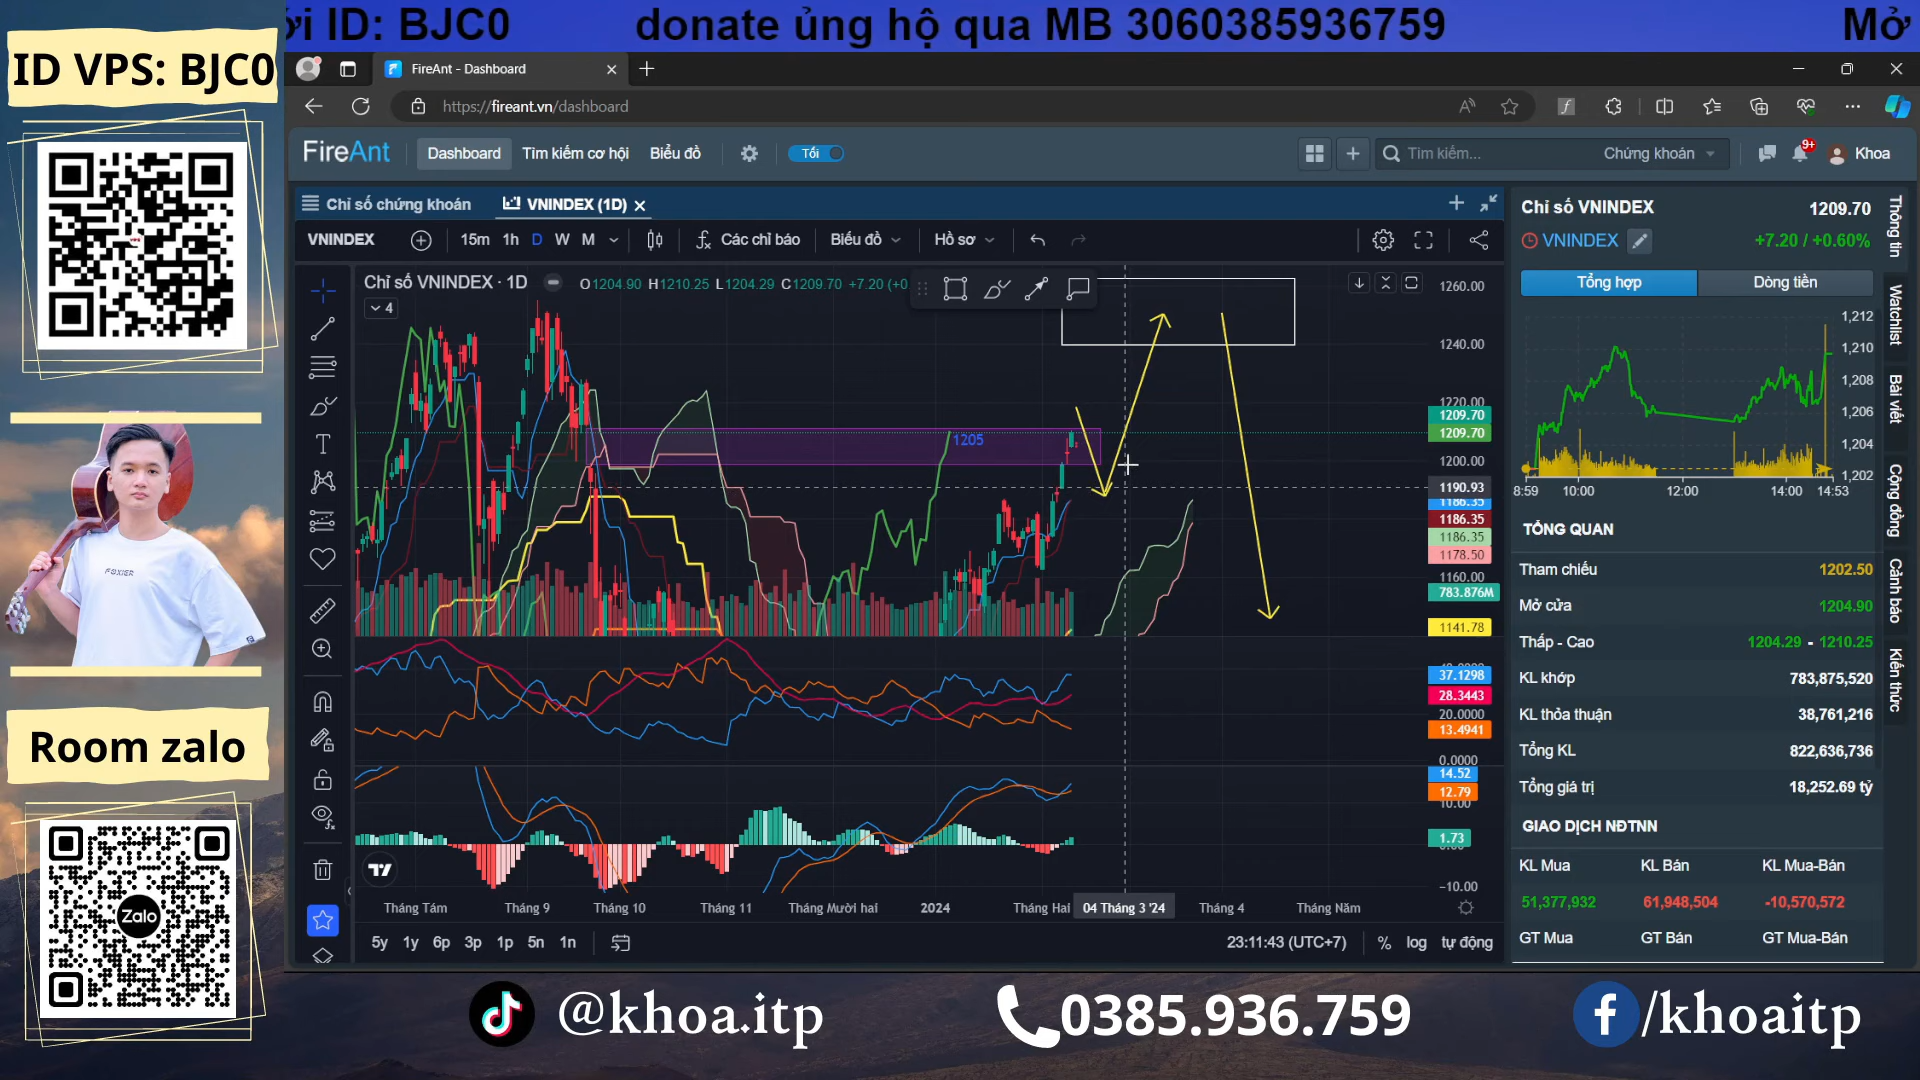 ới ID: BJC0
donate ủng hộ qua MB 3060385936759
Mở
ID VPS: BJC0
FOXIER
Room zalo
Zalo
FireAnt - Dashboard
https://fireant.vn/dashboard
FireAnt
Dashboard
Tìm kiếm cơ hội
Biểu đồ
Tối
Tìm kiếm...
Chứng khoán
9+
Khoa
Chỉ số chứng khoán
VNINDEX (1D)
VNINDEX
15m 1h D W M
Các chỉ báo
Biểu đồ
Hồ sơ
Chỉ số VNINDEX · 1D
O1204.90 H1210.25 L1204.29 C1209.70 +7.20 (+0
4
1205
1260.00
1240.00
1220.00
1209.70
1209.70
1200.00
1190.93
1186.35
1186.35
1186.35
1178.50
1160.00
783.876M
1141.78
37.1298
28.3443
20.0000
13.4941
0.0000
14.52
12.79
10.00
1.73
−10.00
Tháng Tám
Tháng 9
Tháng 10
Tháng 11
Tháng Mười hai
2024
Tháng Hai
04 Tháng 3 '24
Tháng 4
Tháng Năm
5y 1y 6p 3p 1p 5n 1n
23:11:43 (UTC+7)
% log tự động
Chỉ số VNINDEX
1209.70
VNINDEX
+7.20 / +0.60%
Tổng hợp
Dòng tiền
1,212
1,210
1,208
1,206
1,204
1,202
8:59 10:00 12:00 14:00 14:53
TỔNG QUAN
Tham chiếu 1202.50
Mở cửa 1204.90
Thấp - Cao 1204.29 - 1210.25
KL khớp 783,875,520
KL thỏa thuận 38,761,216
Tổng KL 822,636,736
Tổng giá trị 18,252.69 tỷ
GIAO DỊCH NĐTNN
KL Mua KL Bán KL Mua-Bán
51,377,932 61,948,504 -10,570,572
GT Mua GT Bán GT Mua-Bán
Thông tin
Watchlist
Bài viết
Cộng đồng
Cảnh báo
Kiến thức
@khoa.itp
0385.936.759
/khoaitp